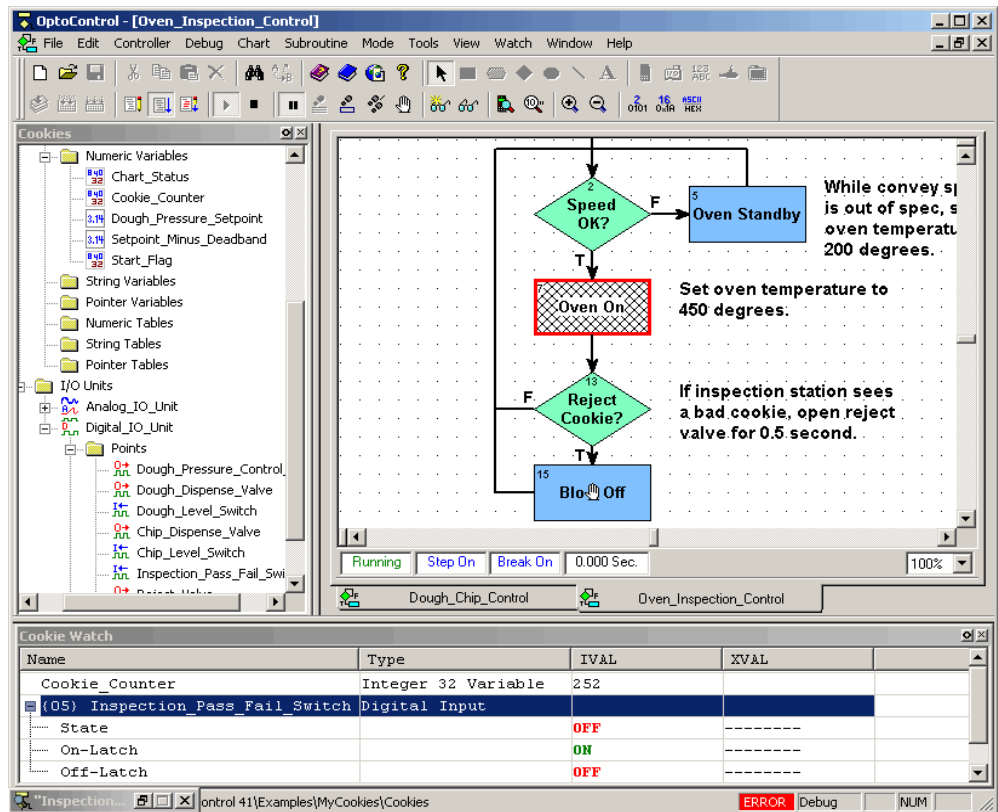 OptoControl - [Oven_Inspection_Control]
File Edit Controller Debug Chart Subroutine Mode Tools View Watch Window Help
Cookies
Numeric Variables
Chart_Status
Cookie_Counter
Dough_Pressure_Setpoint
Setpoint_Minus_Deadband
Start_Flag
String Variables
Pointer Variables
Numeric Tables
String Tables
Pointer Tables
I/O Units
Analog_IO_Unit
Digital_IO_Unit
Points
Dough_Pressure_Control_
Dough_Dispense_Valve
Dough_Level_Switch
Chip_Dispense_Valve
Chip_Level_Switch
Inspection_Pass_Fail_Swi
2
Speed
OK?
F
T
5
Oven Standby
While convey sp
is out of spec, s
oven temperatu
200 degrees.
7
Oven On
Set oven temperature to
450 degrees.
13
Reject
Cookie?
F
T
If inspection station sees
a bad cookie, open reject
valve for 0.5 second.
15
Blow Off
Running Step On Break On 0.000 Sec. 100%
Dough_Chip_Control Oven_Inspection_Control
Cookie Watch
Name Type IVAL XVAL
Cookie_Counter Integer 32 Variable 252
{05} Inspection_Pass_Fail_Switch Digital Input
State OFF --------
On-Latch ON --------
Off-Latch OFF --------
"Inspection... ontrol 41\Examples\MyCookies\Cookies ERROR Debug NUM